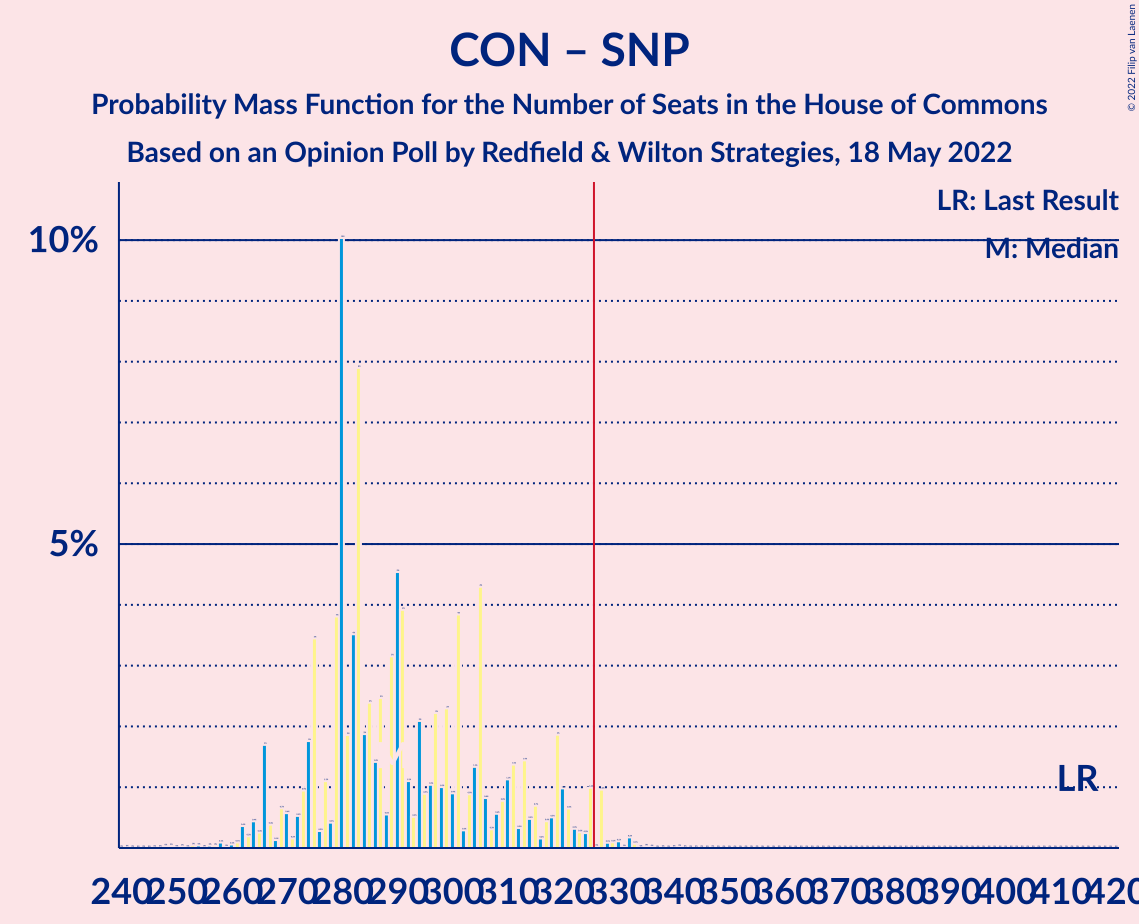 CON – SNP
Probability Mass Function for the Number of Seats in the House of Commons
Based on an Opinion Poll by Redfield & Wilton Strategies, 18 May 2022
© 2022 Filip van Laenen
LR: Last Result
M: Median
10%
5%
LR
240 250 260 270 280 290 300 310 320 330 340 350 360 370 380 390 400 410 420